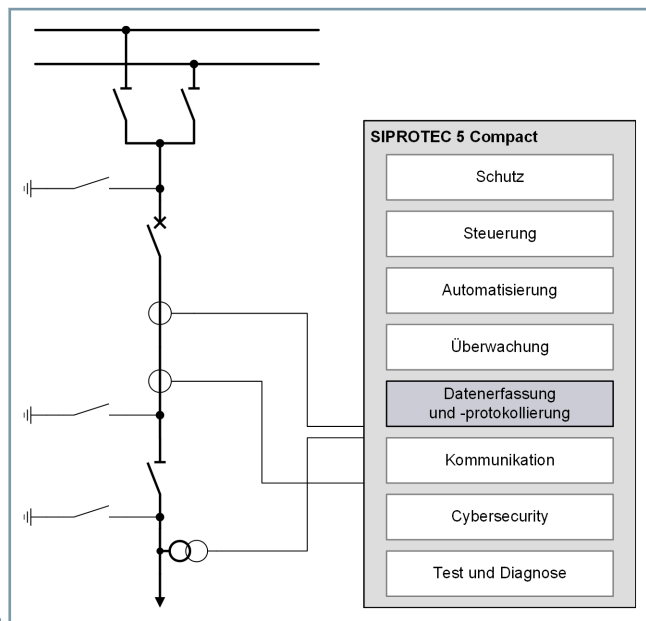 SIPROTEC 5 Compact
Schutz
Steuerung
Automatisierung
Überwachung
Datenerfassung
und -protokollierung
Kommunikation
Cybersecurity
Test und Diagnose